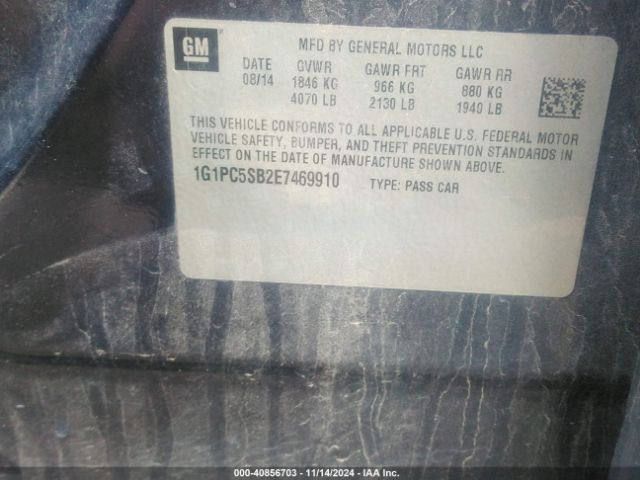 GM
MFD BY GENERAL MOTORS LLC
DATE GVWR GAWR FRT GAWR RR
08/14 1846 KG 966 KG 880 KG
4070 LB 2130 LB 1940 LB
THIS VEHICLE CONFORMS TO ALL APPLICABLE U.S. FEDERAL MOTOR
VEHICLE SAFETY, BUMPER, AND THEFT PREVENTION STANDARDS IN
EFFECT ON THE DATE OF MANUFACTURE SHOWN ABOVE.
1G1PC5SB2E7469910 TYPE: PASS CAR
000-40856703 - 11/14/2024 - IAA Inc.